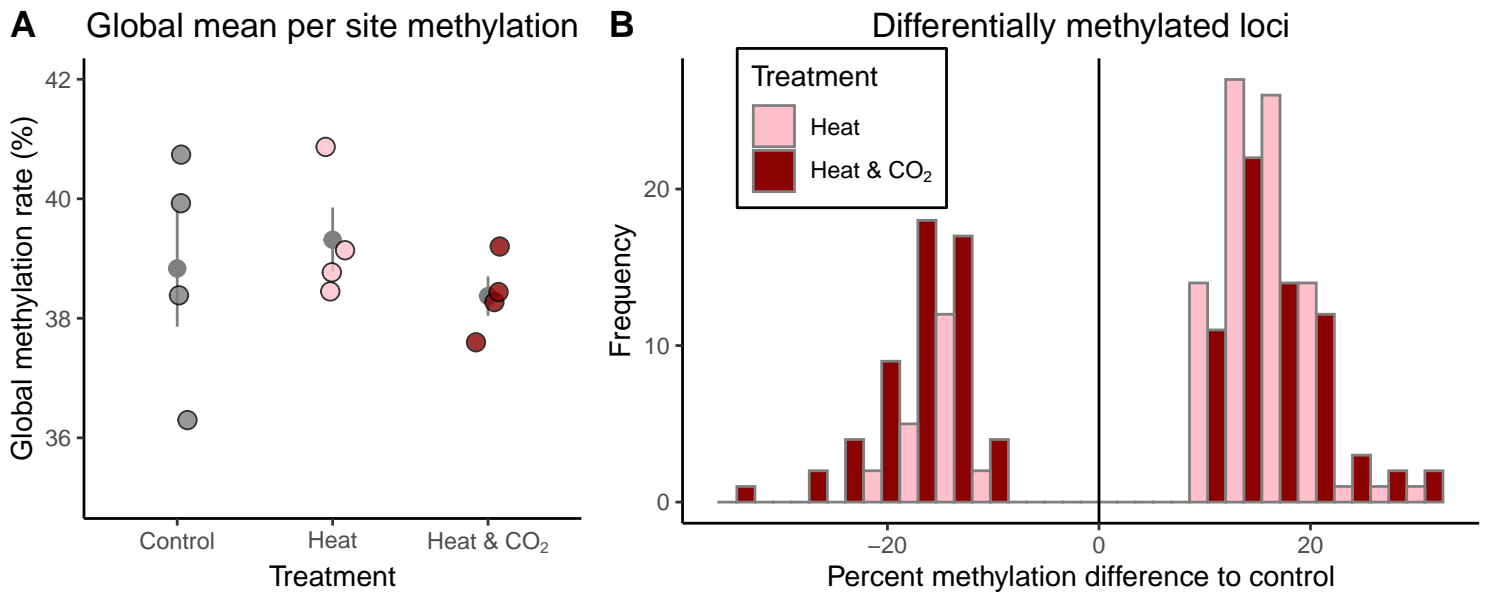 A Global mean per site methylation
Global methylation rate (%)
42
40
38
36
Control Heat Heat & CO₂
Treatment
B Differentially methylated loci
Treatment
Heat
Heat & CO₂
Frequency
20
10
0
−20 0 20
Percent methylation difference to control